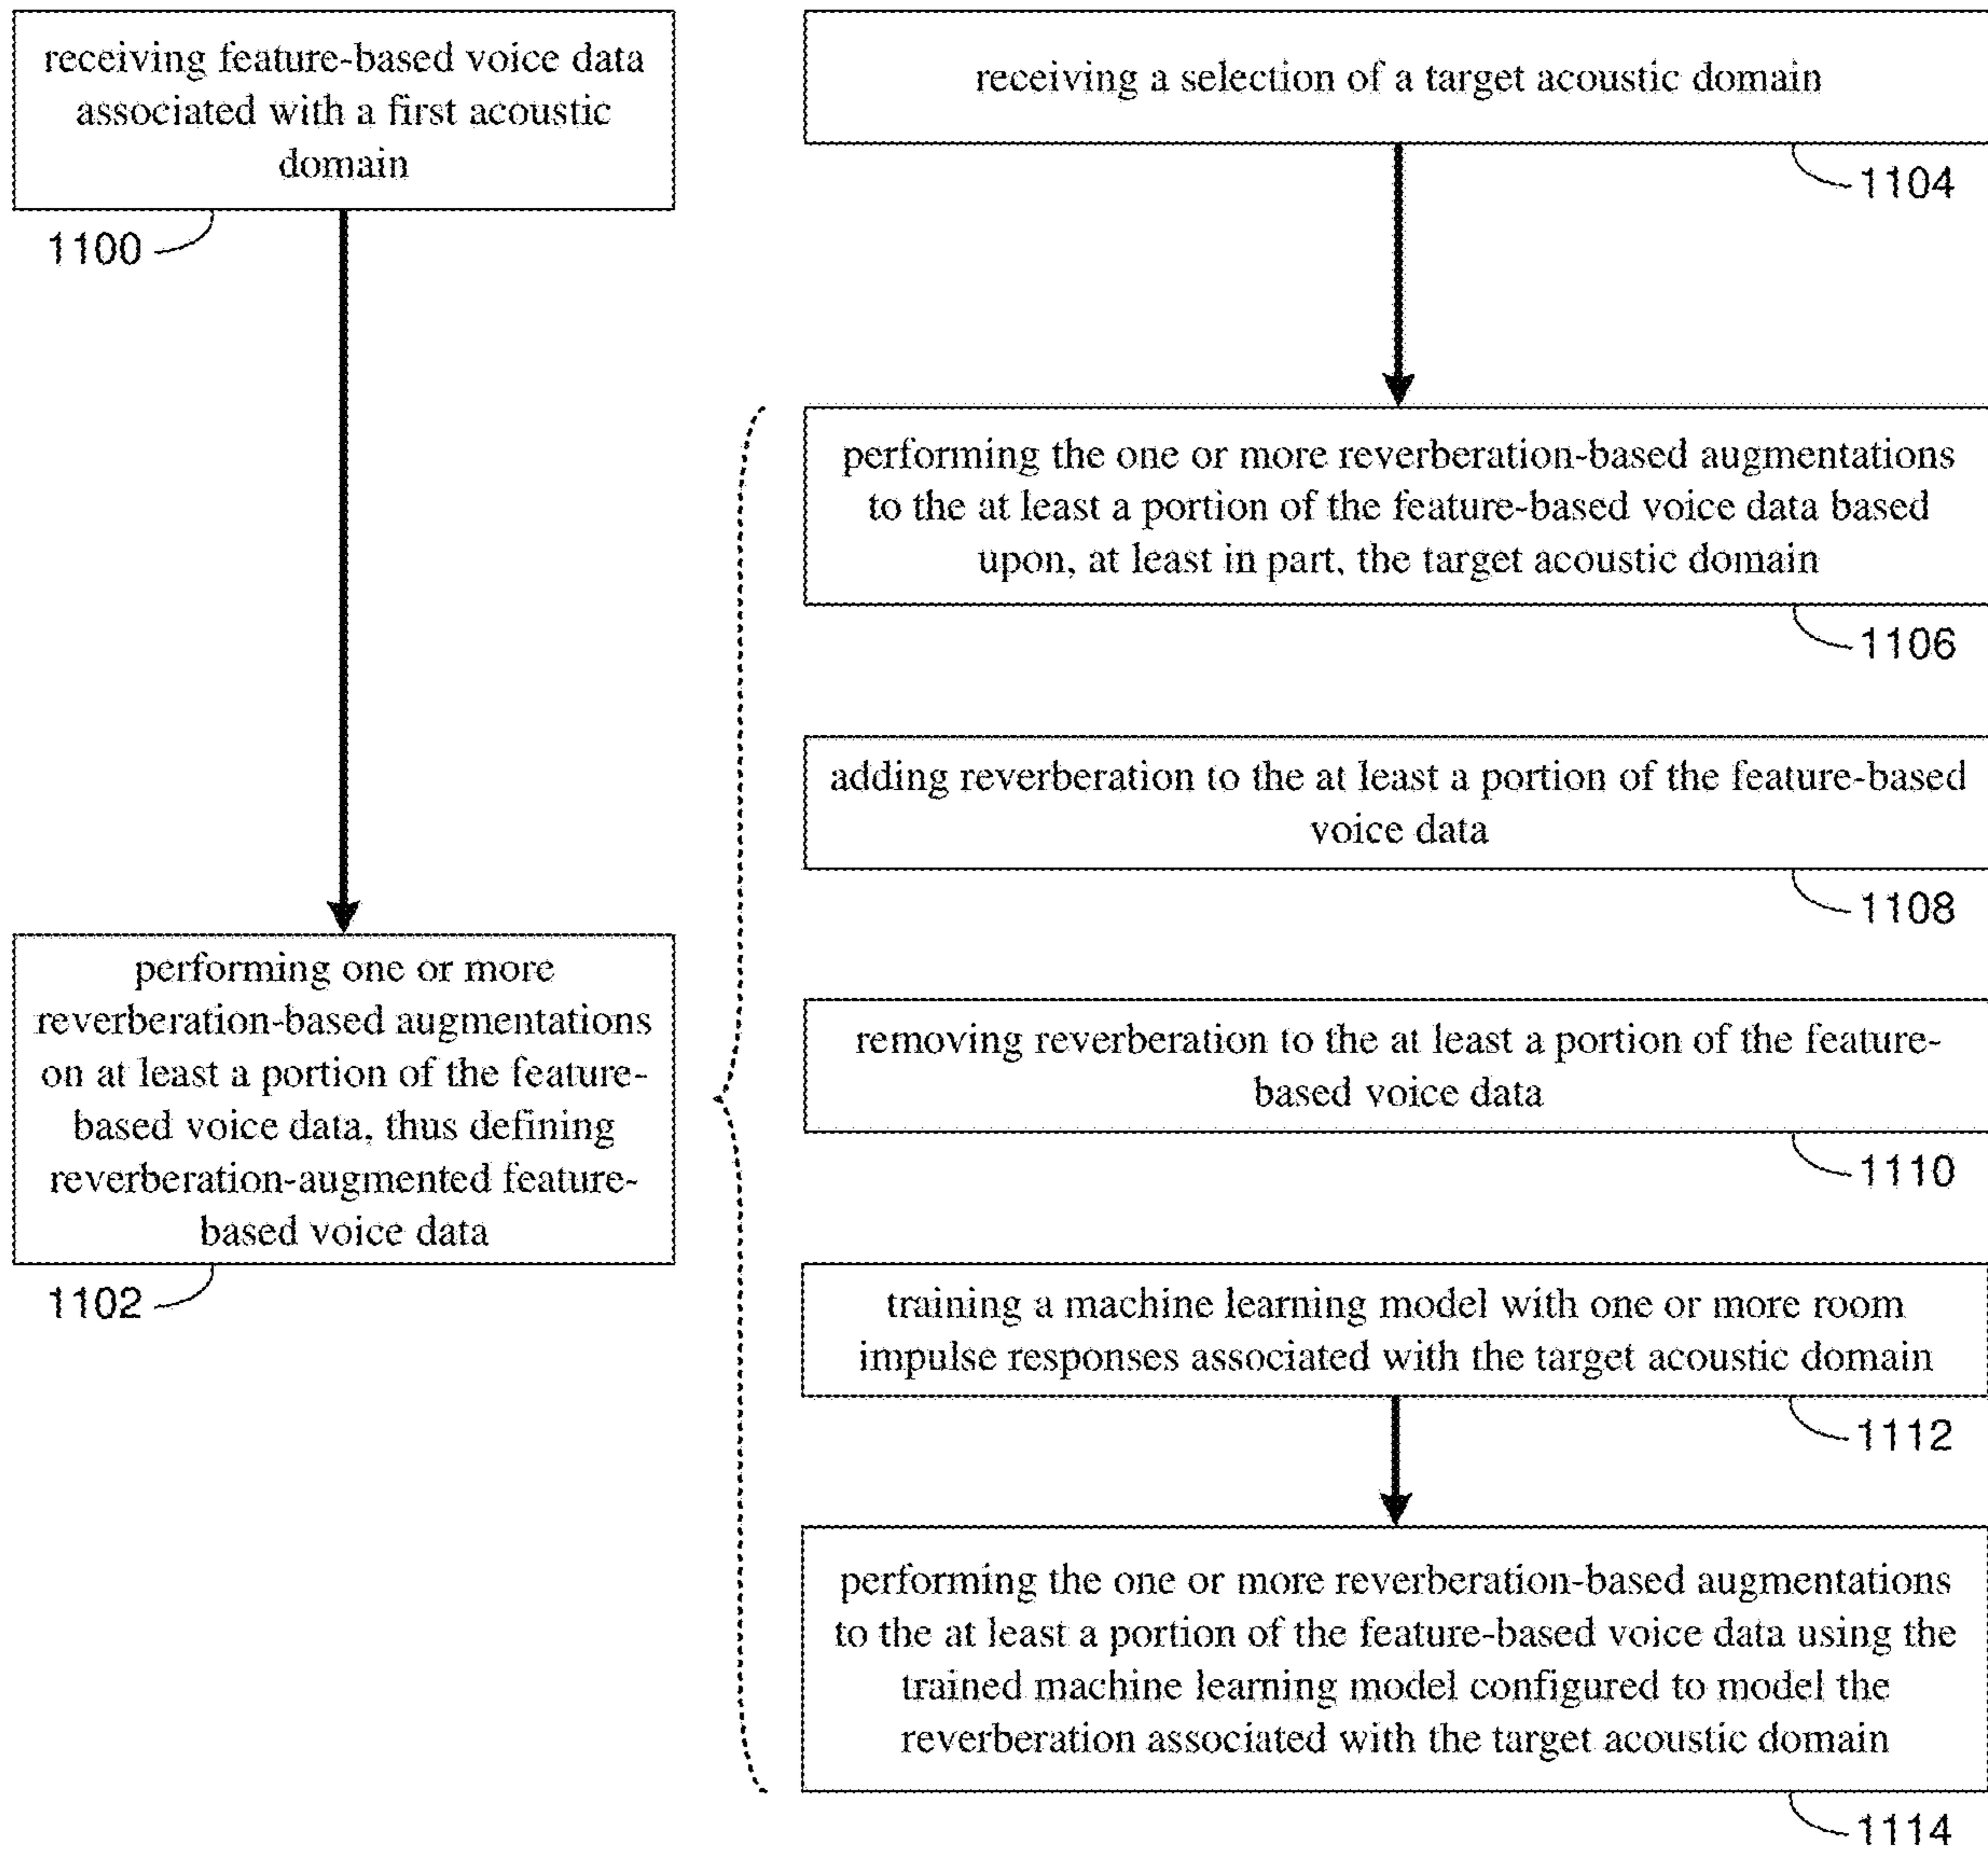 receiving feature-based voice data
associated with a first acoustic
domain
1100
performing one or more
reverberation-based augmentations
on at least a portion of the feature-
based voice data, thus defining
reverberation-augmented feature-
based voice data
1102
receiving a selection of a target acoustic domain
1104
performing the one or more reverberation-based augmentations
to the at least a portion of the feature-based voice data based
upon, at least in part, the target acoustic domain
1106
adding reverberation to the at least a portion of the feature-based
voice data
1108
removing reverberation to the at least a portion of the feature-
based voice data
1110
training a machine learning model with one or more room
impulse responses associated with the target acoustic domain
1112
performing the one or more reverberation-based augmentations
to the at least a portion of the feature-based voice data using the
trained machine learning model configured to model the
reverberation associated with the target acoustic domain
1114